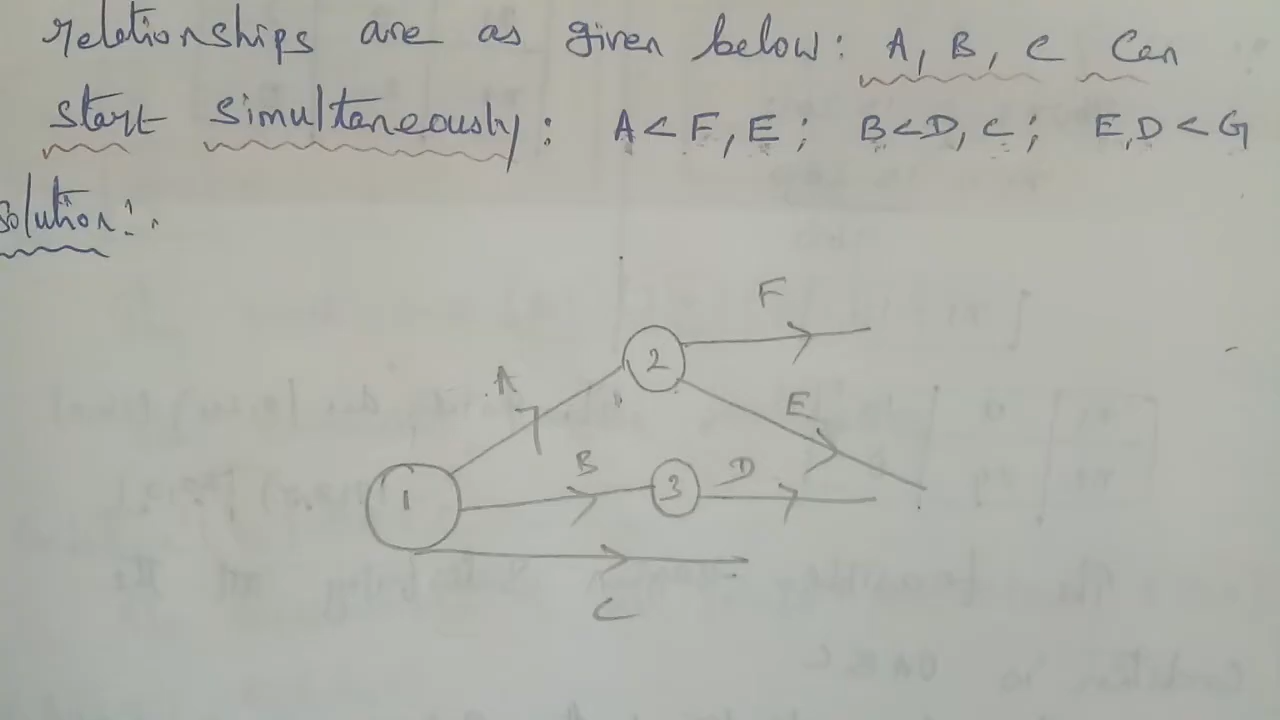 relationships are as given below: A, B, C Can
start simultaneously: A<F, E; B<D, C; E,D<G
solution:
F
A
2
E
B
3
D
1
C